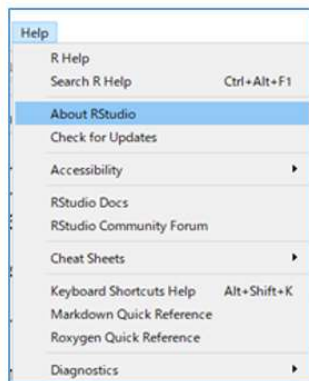 Help
R Help
Search R Help Ctrl+Alt+F1
About RStudio
Check for Updates
Accessibility
RStudio Docs
RStudio Community Forum
Cheat Sheets
Keyboard Shortcuts Help Alt+Shift+K
Markdown Quick Reference
Roxygen Quick Reference
Diagnostics